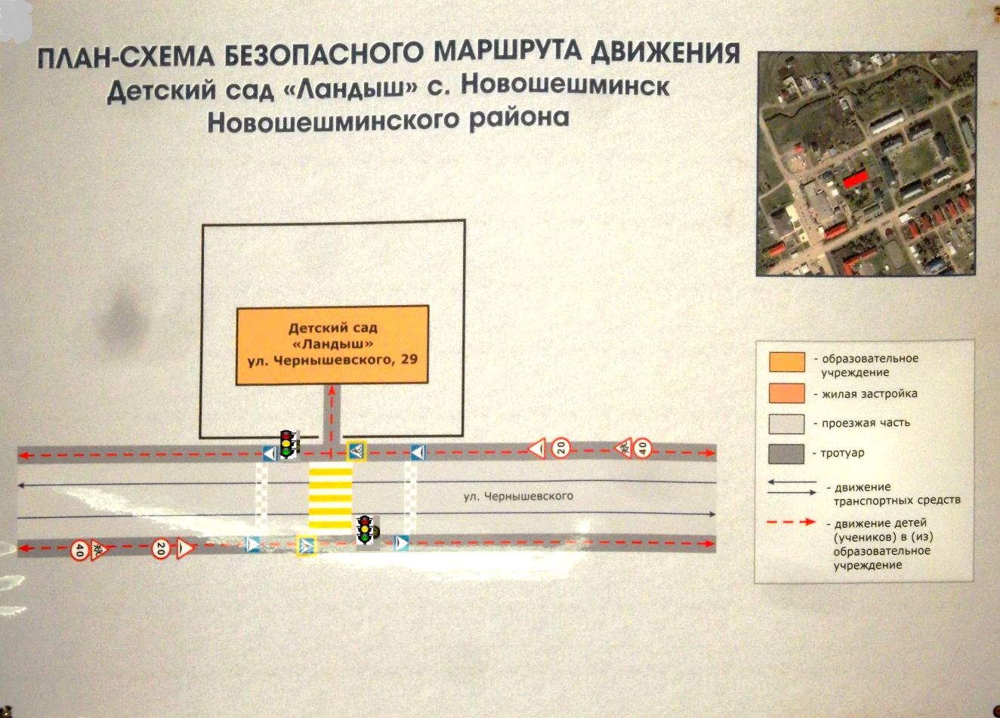 ПЛАН-СХЕМА БЕЗОПАСНОГО МАРШРУТА ДВИЖЕНИЯ
Детский сад «Ландыш» с. Новошешминск
Новошешминского района
Детский сад
«Ландыш»
ул. Чернышевского, 29
20
40
ул. Чернышевского
40
20
- образовательное
учреждение
- жилая застройка
- проезжая часть
- тротуар
- движение
транспортных средств
- движение детей
(учеников) в (из)
образовательное
учреждение